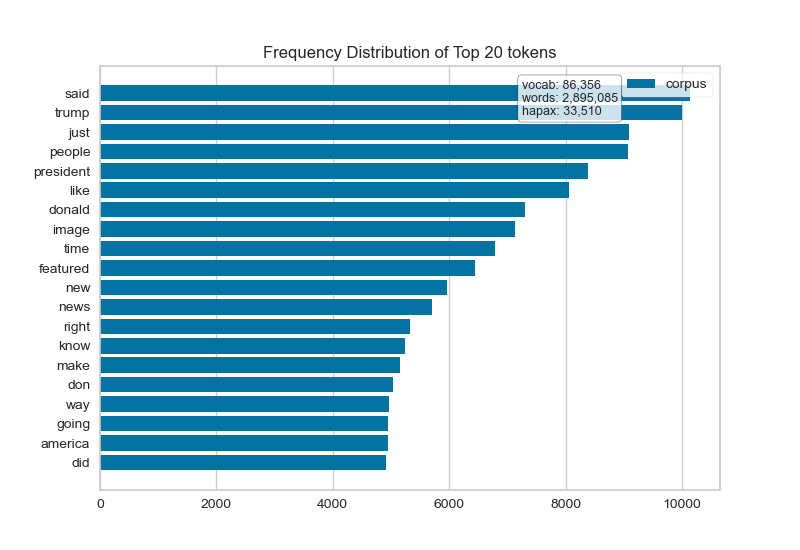 Frequency Distribution of Top 20 tokens
vocab: 86,356
words: 2,895,085
hapax: 33,510
corpus
said
trump
just
people
president
like
donald
image
time
featured
new
news
right
know
make
don
way
going
america
did
0 2000 4000 6000 8000 10000